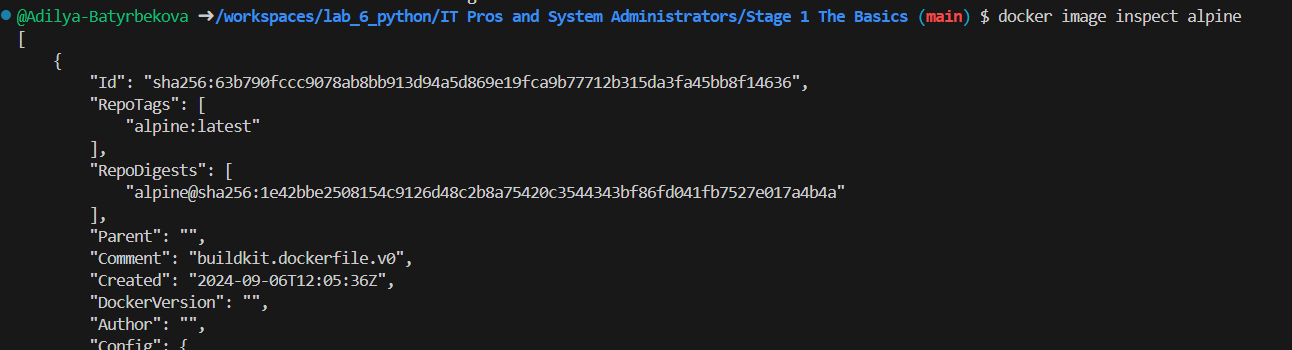 @Adilya-Batyrbekova ➜/workspaces/lab_6_python/IT Pros and System Administrators/Stage 1 The Basics (main) $ docker image inspect alpine
[
    {
        "Id": "sha256:63b790fccc9078ab8bb913d94a5d869e19fca9b77712b315da3fa45bb8f14636",
        "RepoTags": [
            "alpine:latest"
        ],
        "RepoDigests": [
            "alpine@sha256:1e42bbe2508154c9126d48c2b8a75420c3544343bf86fd041fb7527e017a4b4a"
        ],
        "Parent": "",
        "Comment": "buildkit.dockerfile.v0",
        "Created": "2024-09-06T12:05:36Z",
        "DockerVersion": "",
        "Author": "",
        "Config": {